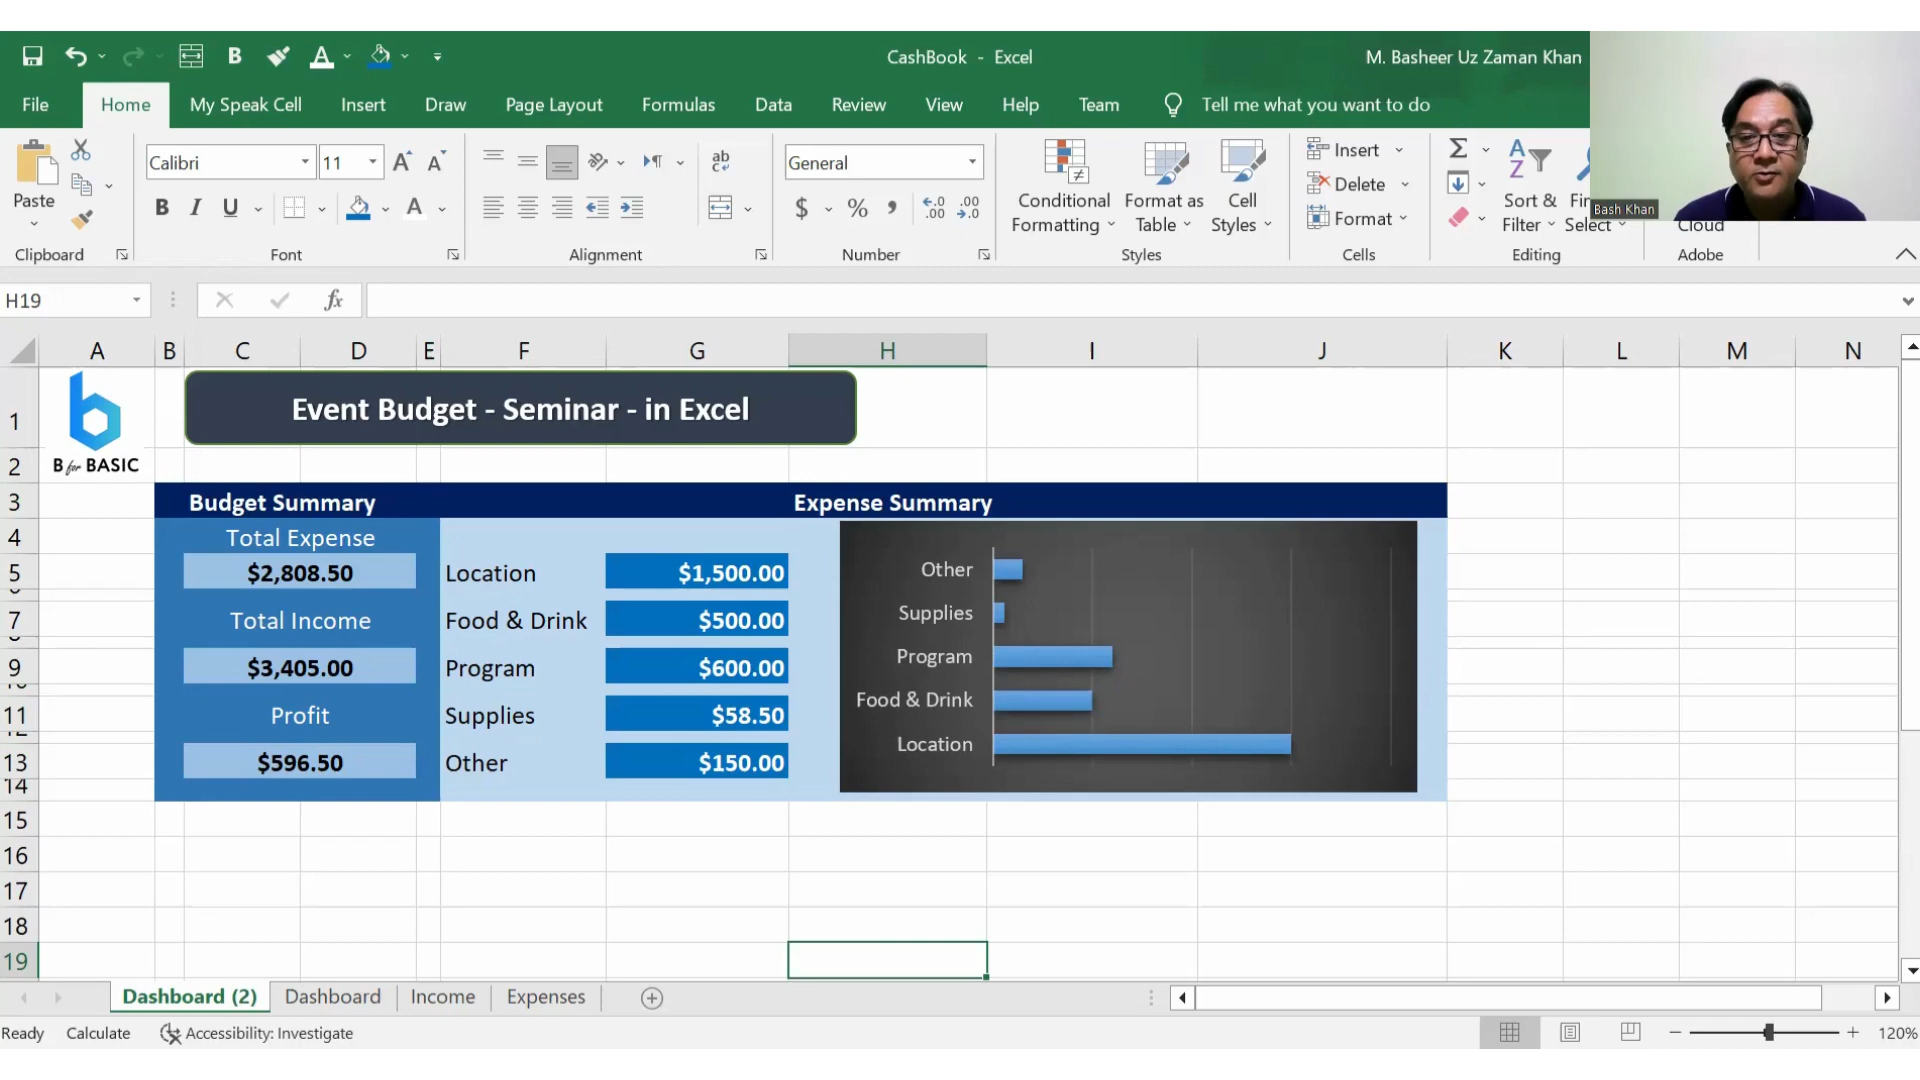 CashBook - Excel
M. Basheer Uz Zaman Khan
File Home My Speak Cell Insert Draw Page Layout Formulas Data Review View Help Team Tell me what you want to do
Calibri 11 General
Paste
B I U
ab
$ % ,
Conditional Formatting
Format as Table
Cell Styles
Insert
Delete
Format
Sort & Filter
Select
Cloud
Bash Khan
Clipboard Font Alignment Number Styles Cells Editing Adobe
H19 fx
A B C D E F G H I J K L M N
1
2
3
4
5
7
9
11
13
14
15
16
17
18
19
B for BASIC
Event Budget - Seminar - in Excel
Budget Summary
Expense Summary
Total Expense
$2,808.50
Total Income
$3,405.00
Profit
$596.50
Location $1,500.00
Food & Drink $500.00
Program $600.00
Supplies $58.50
Other $150.00
Other
Supplies
Program
Food & Drink
Location
Dashboard (2) Dashboard Income Expenses
Ready Calculate Accessibility: Investigate
120%